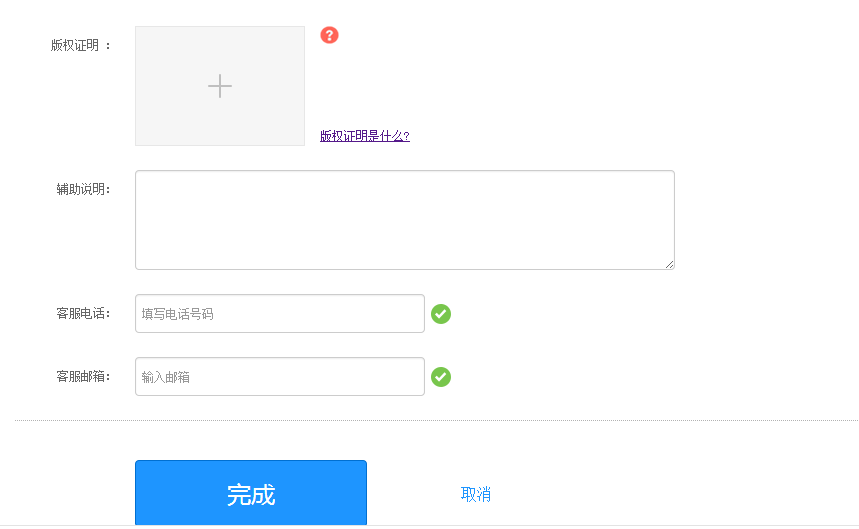 版权证明 ：
?
版权证明是什么?
辅助说明：
客服电话： 填写电话号码
客服邮箱： 输入邮箱
完成 取消